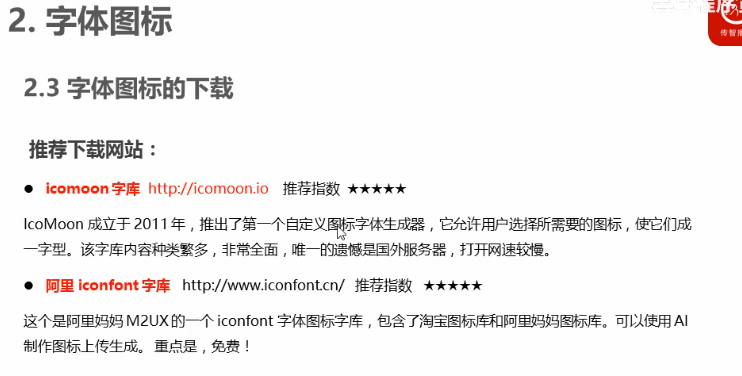 2. 字体图标
2.3 字体图标的下载
推荐下载网站：
● icomoon 字库 http://icomoon.io 推荐指数 ★★★★★
IcoMoon 成立于 2011 年，推出了第一个自定义图标字体生成器，它允许用户选择所需要的图标，使它们成
一字型。该字库内容种类繁多，非常全面，唯一的遗憾是国外服务器，打开网速较慢。
● 阿里 iconfont 字库 http://www.iconfont.cn/ 推荐指数 ★★★★★
这个是阿里妈妈 M2UX 的一个 iconfont 字体图标字库，包含了淘宝图标库和阿里妈妈图标库。可以使用 AI
制作图标上传生成。 重点是，免费！